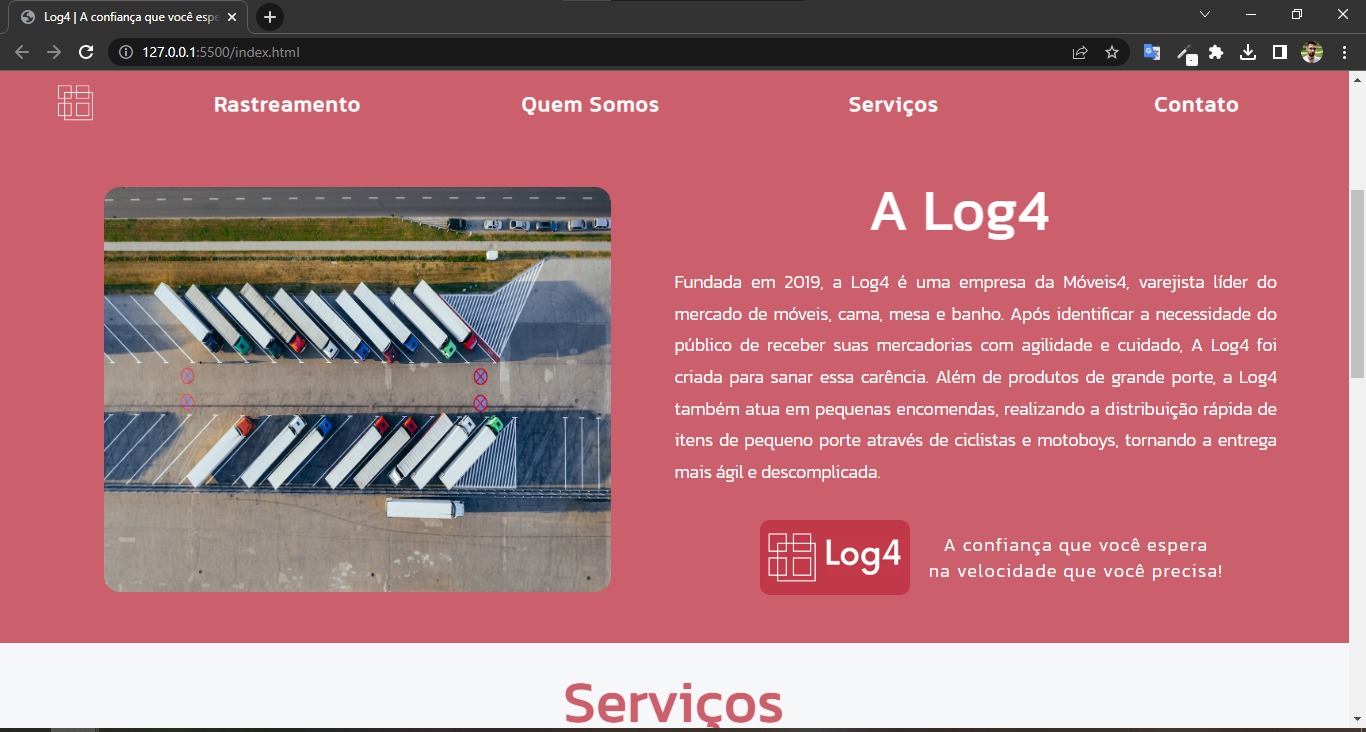 Log4 | A confiança que você espe
127.0.0.1:5500/index.html
Rastreamento
Quem Somos
Serviços
Contato
A Log4
Fundada em 2019, a Log4 é uma empresa da Móveis4, varejista líder do
mercado de móveis, cama, mesa e banho. Após identificar a necessidade do
público de receber suas mercadorias com agilidade e cuidado, A Log4 foi
criada para sanar essa carência. Além de produtos de grande porte, a Log4
também atua em pequenas encomendas, realizando a distribuição rápida de
itens de pequeno porte através de ciclistas e motoboys, tornando a entrega
mais ágil e descomplicada.
Log4
A confiança que você espera
na velocidade que você precisa!
Serviços